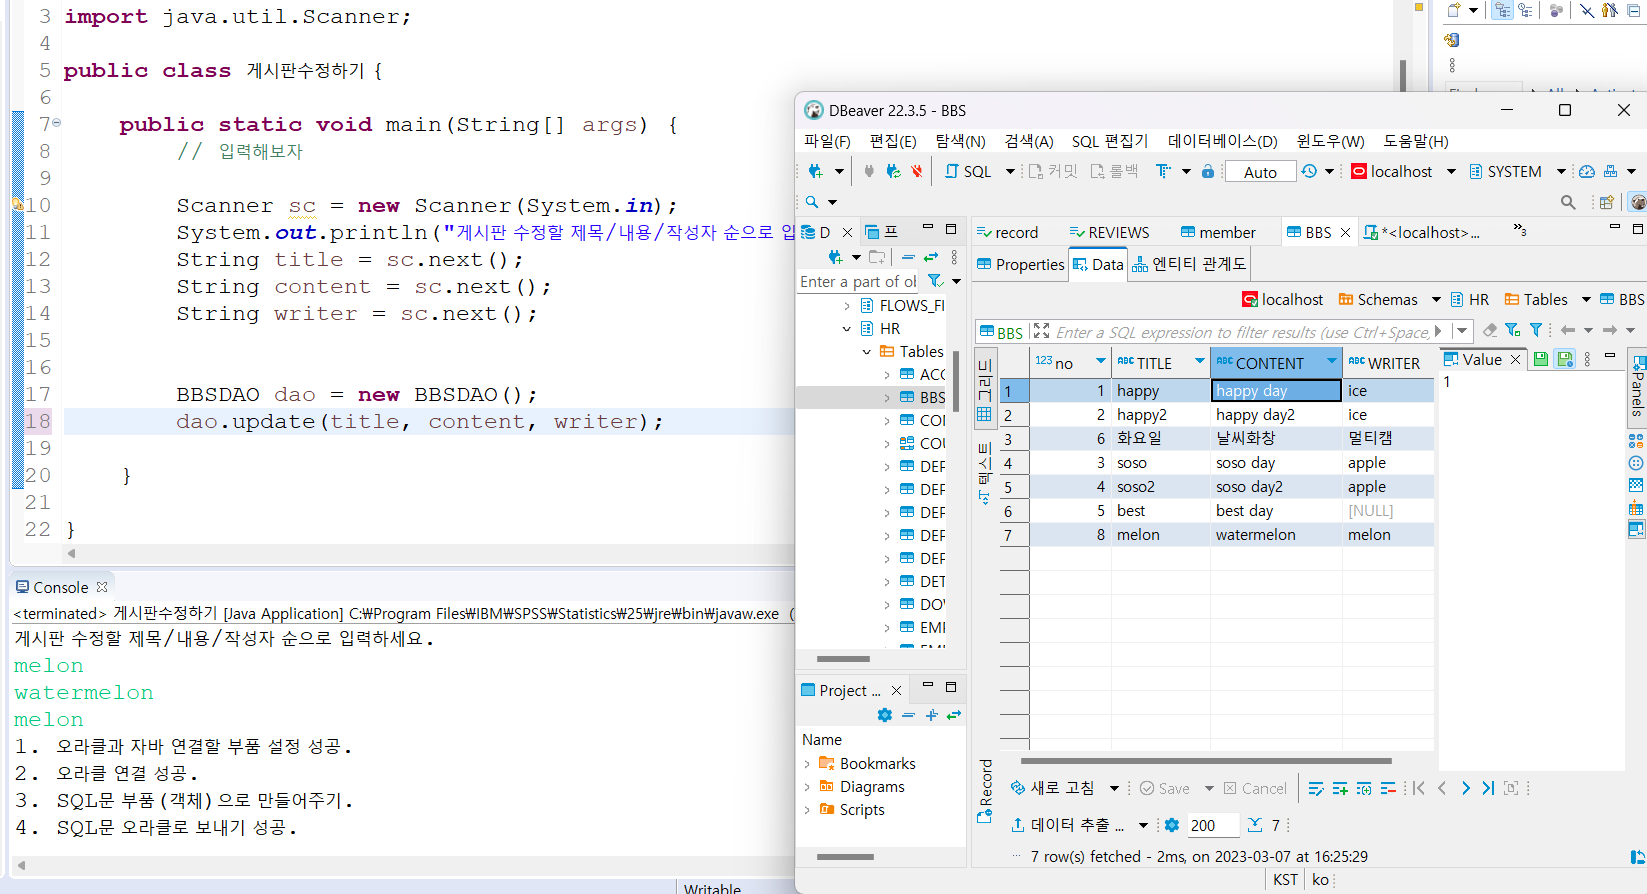 3 import java.util.Scanner;
4
5 public class 게시판수정하기 {
6
7 public static void main(String[] args) {
8 // 입력해보자
9
10 Scanner sc = new Scanner(System.in);
11 System.out.println("게시판 수정할 제목/내용/작성자 순으로 입
12 String title = sc.next();
13 String content = sc.next();
14 String writer = sc.next();
15
16
17 BBSDAO dao = new BBSDAO();
18 dao.update(title, content, writer);
19
20 }
21
22 }
Console
<terminated> 게시판수정하기 [Java Application] C:₩Program Files₩IBM₩SPSS₩Statistics₩25₩jre₩bin₩javaw.exe (
게시판 수정할 제목/내용/작성자 순으로 입력하세요.
melon
watermelon
melon
1. 오라클과 자바 연결할 부품 설정 성공.
2. 오라클 연결 성공.
3. SQL문 부품(객체)으로 만들어주기.
4. SQL문 오라클로 보내기 성공.
Writable
DBeaver 22.3.5 - BBS
파일(F) 편집(E) 탐색(N) 검색(A) SQL 편집기 데이터베이스(D) 윈도우(W) 도움말(H)
SQL 커밋 롤백 Auto localhost SYSTEM
D 프
Enter a part of ol
FLOWS_FI
HR
Tables
ACC
BBS
COI
COU
DEF
DEF
DEF
DEF
DEF
DET
DOV
EMF
Project ...
Name
Bookmarks
Diagrams
Scripts
record REVIEWS member BBS *<localhost>... »3
Properties Data 엔티티 관계도
localhost Schemas HR Tables BBS
BBS Enter a SQL expression to filter results (use Ctrl+Space)
그리드
텍스트
Record
123 no ABC TITLE ABC CONTENT ABC WRITER
1 1 happy happy day ice
2 2 happy2 happy day2 ice
3 6 화요일 날씨화창 멀티캠
4 3 soso soso day apple
5 4 soso2 soso day2 apple
6 5 best best day [NULL]
7 8 melon watermelon melon
Value
1
Panels
새로 고침 Save Cancel
데이터 추출 ... 200 7
7 row(s) fetched - 2ms, on 2023-03-07 at 16:25:29
KST ko